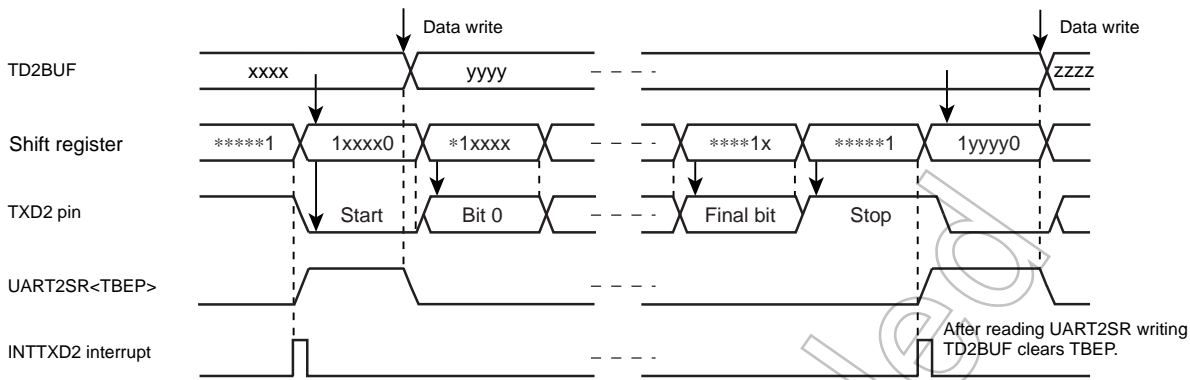 Data write Data write
TD2BUF xxxx yyyy zzzz
Shift register *****1 1xxxx0 *1xxxx ****1x *****1 1yyyy0
TXD2 pin Start Bit 0 Final bit Stop
UART2SR<TBEP>
After reading UART2SR writing
INTTXD2 interrupt TD2BUF clears TBEP.